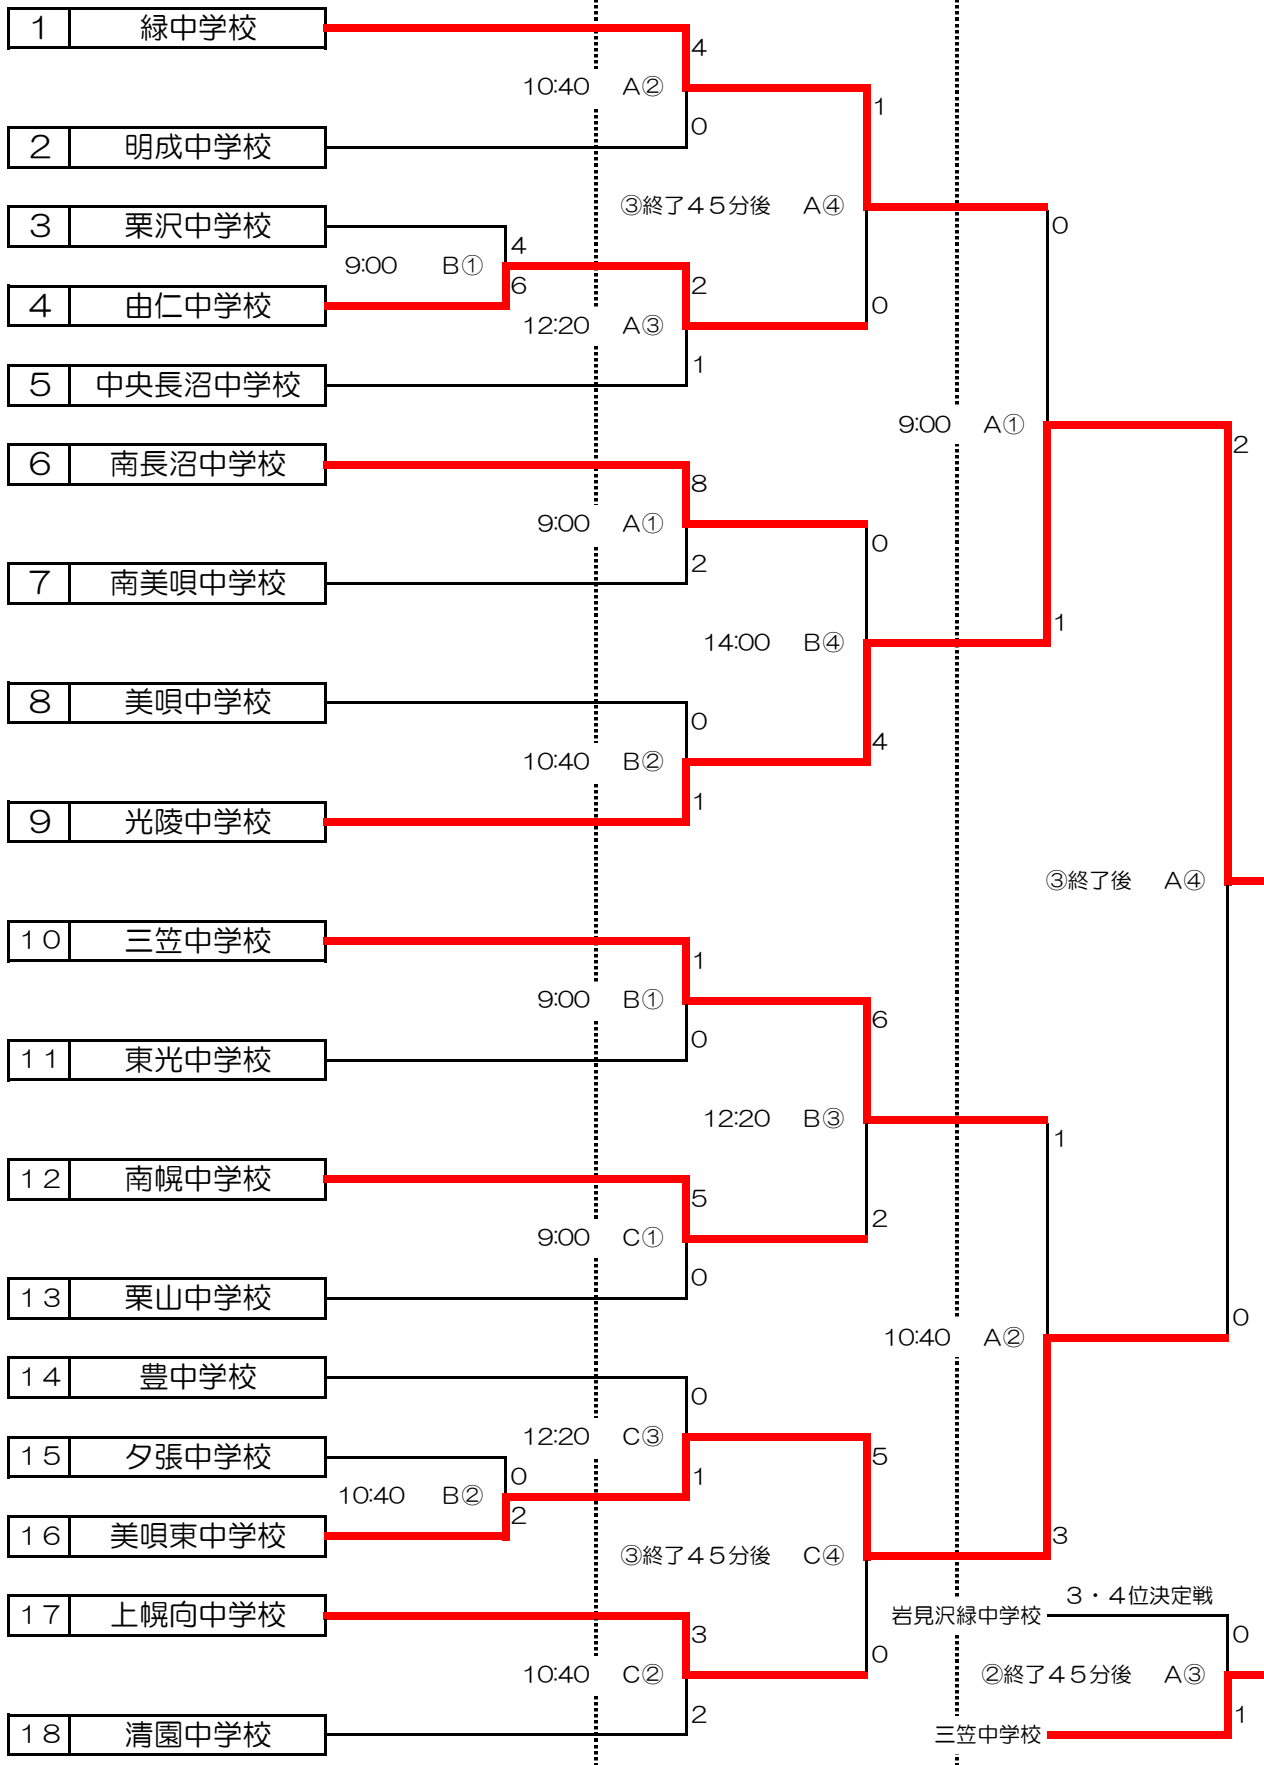 1 緑中学校
4
10:40 A②
1
0
2 明成中学校
③終了45分後 A④
3 栗沢中学校
0
4
9:00 B①
6
2
4 由仁中学校
0
12:20 A③
1
5 中央長沼中学校
9:00 A①
2
6 南長沼中学校
8
9:00 A①
0
2
7 南美唄中学校
1
14:00 B④
8 美唄中学校
0
4
10:40 B②
1
9 光陵中学校
③終了後 A④
10 三笠中学校
1
9:00 B①
6
0
11 東光中学校
12:20 B③
1
12 南幌中学校
5
2
9:00 C①
0
13 栗山中学校
0
10:40 A②
14 豊中学校
0
12:20 C③
15 夕張中学校
5
0
1
10:40 B②
2
16 美唄東中学校
3
③終了45分後 C④
3・4位決定戦
17 上幌向中学校
岩見沢緑中学校
3
0
0
10:40 C②
②終了45分後 A③
2
1
18 清園中学校
三笠中学校